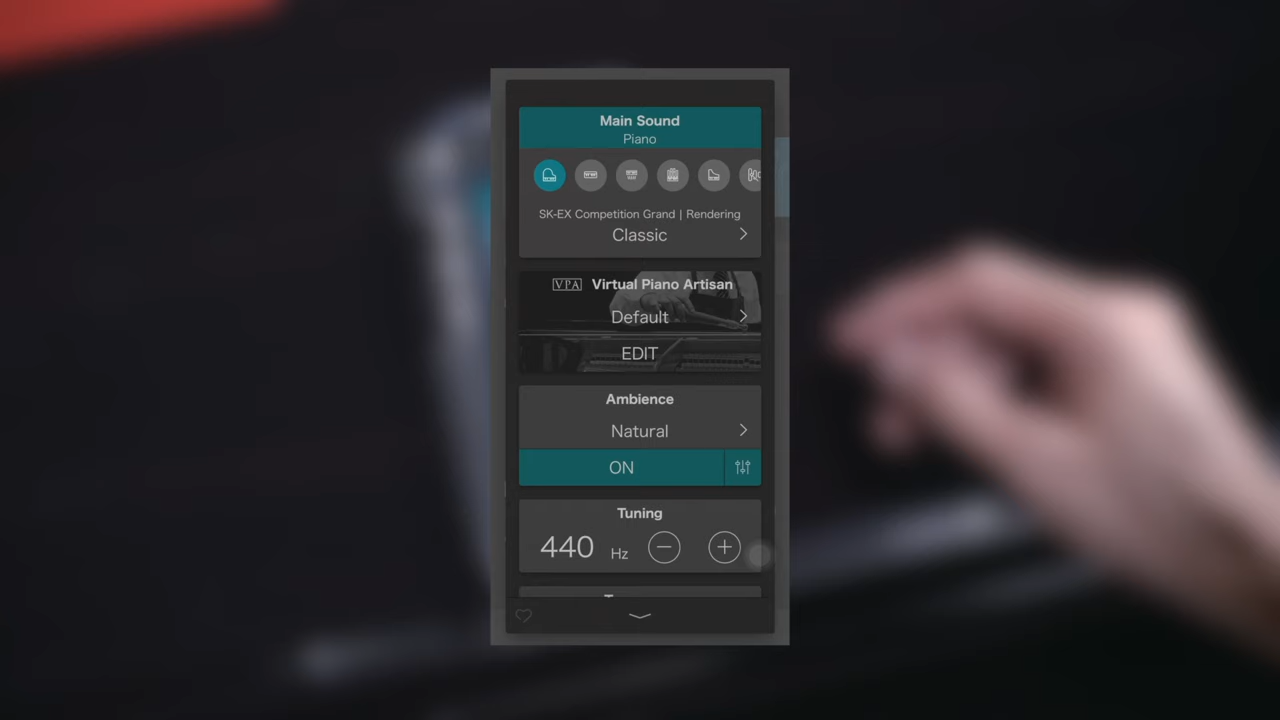 Main Sound
Piano
SK-EX Competition Grand | Rendering
Classic
VPA Virtual Piano Artisan
Default
EDIT
Ambience
Natural
ON
Tuning
440 Hz